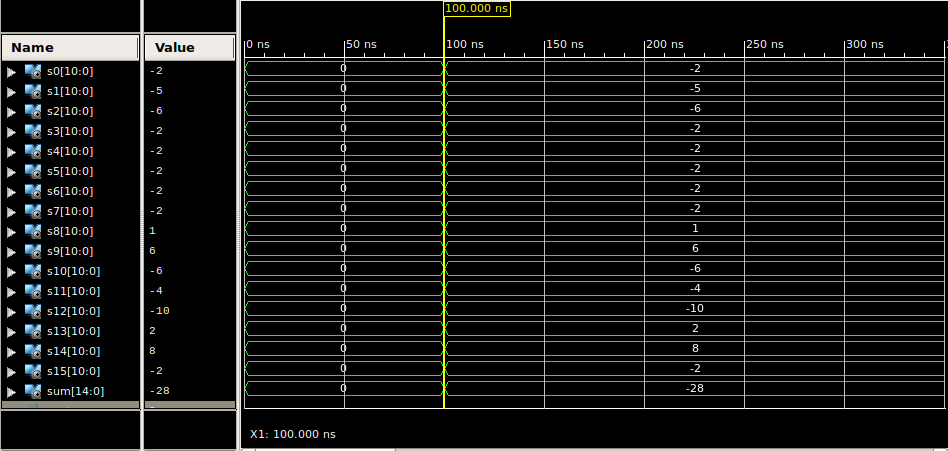 100.000 ns
Name Value 0 ns 50 ns 100 ns 150 ns 200 ns 250 ns 300 ns
s0[10:0] -2 0 -2
s1[10:0] -5 0 -5
s2[10:0] -6 0 -6
s3[10:0] -2 0 -2
s4[10:0] -2 0 -2
s5[10:0] -2 0 -2
s6[10:0] -2 0 -2
s7[10:0] -2 0 -2
s8[10:0] 1 0 1
s9[10:0] 6 0 6
s10[10:0] -6 0 -6
s11[10:0] -4 0 -4
s12[10:0] -10 0 -10
s13[10:0] 2 0 2
s14[10:0] 8 0 8
s15[10:0] -2 0 -2
sum[14:0] -28 0 -28
X1: 100.000 ns